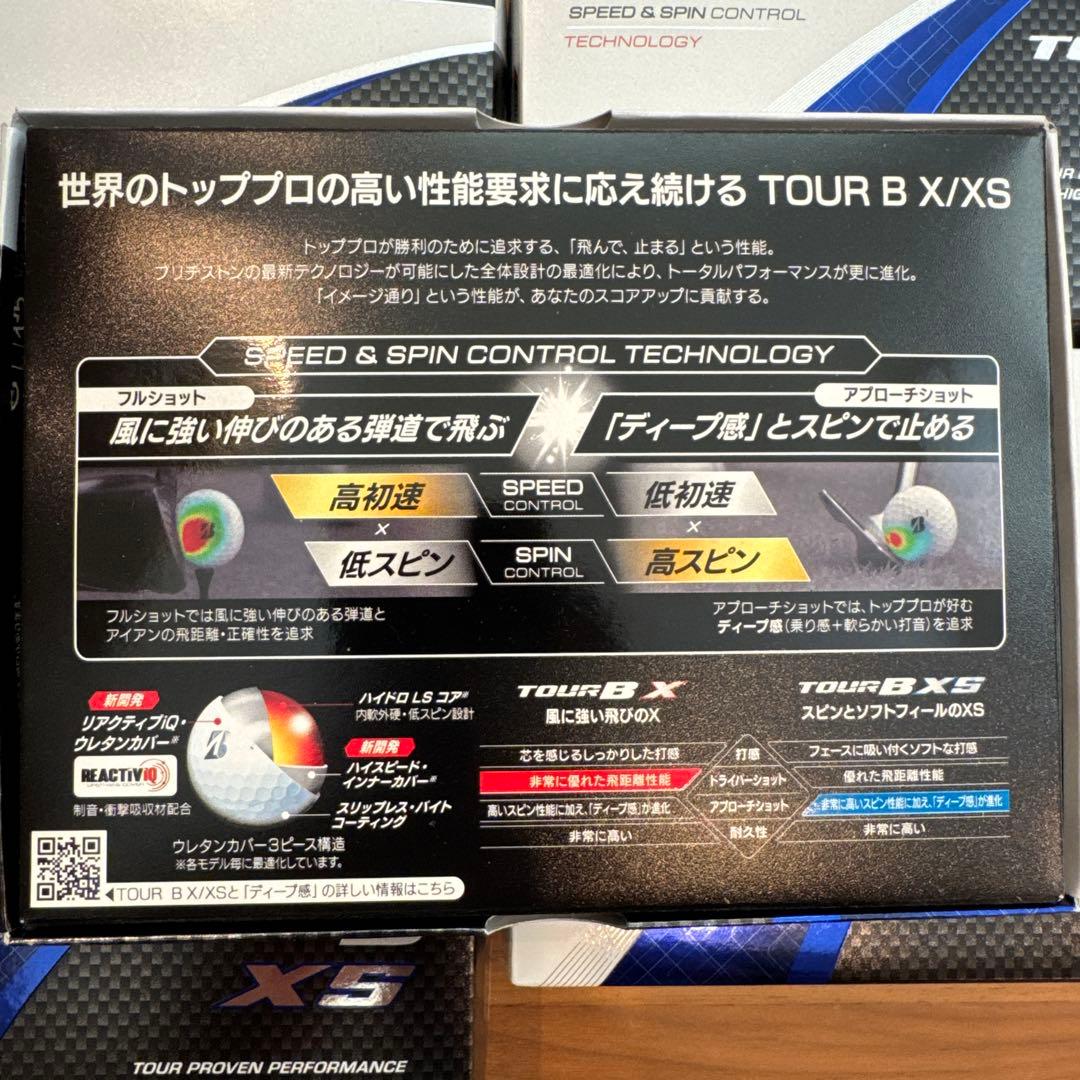 SPEED & SPIN CONTROL
TECHNOLOGY
世界のトッププロの高い性能要求に応え続ける TOUR B X/XS
トッププロが勝利のために追求する、「飛んで、止まる」という性能。
ブリヂストンの最新テクノロジーが可能にした全体設計の最適化により、トータルパフォーマンスが更に進化。
「イメージ通り」という性能が、あなたのスコアアップに貢献する。
SPEED & SPIN CONTROL TECHNOLOGY
フルショット
風に強い伸びのある弾道で飛ぶ
アプローチショット
「ディープ感」とスピンで止める
高初速
SPEED
CONTROL
低初速
×
×
低スピン
SPIN
CONTROL
高スピン
フルショットでは風に強い伸びのある弾道と
アイアンの飛距離・正確性を追求
アプローチショットでは、トッププロが好む
ディープ感(乗り感+軟らかい打音)を追求
新開発
リアクティブiQ・
ウレタンカバー※
REACTiV iQ
制音・衝撃吸収材配合
ハイドロ LS コア※
内軟外硬・低スピン設計
新開発
ハイスピード・
インナーカバー※
スリップレス・バイト
コーティング
ウレタンカバー3ピース構造
※各モデル毎に最適化しています。
TOUR B X/XSと「ディープ感」の詳しい情報はこちら
TOUR B X
風に強い飛びのX
TOUR B XS
スピンとソフトフィールのXS
芯を感じるしっかりした打感
打感
フェースに吸い付くソフトな打感
非常に優れた飛距離性能
ドライバーショット
優れた飛距離性能
高いスピン性能に加え、「ディープ感」が進化
アプローチショット
非常に高いスピン性能に加え、「ディープ感」が進化
非常に高い
耐久性
非常に高い
XS
TOUR PROVEN PERFORMANCE